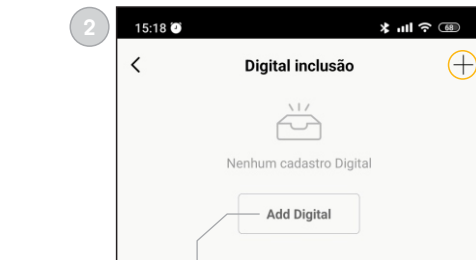 2
15:18
68
Digital inclusão
Nenhum cadastro Digital
Add Digital